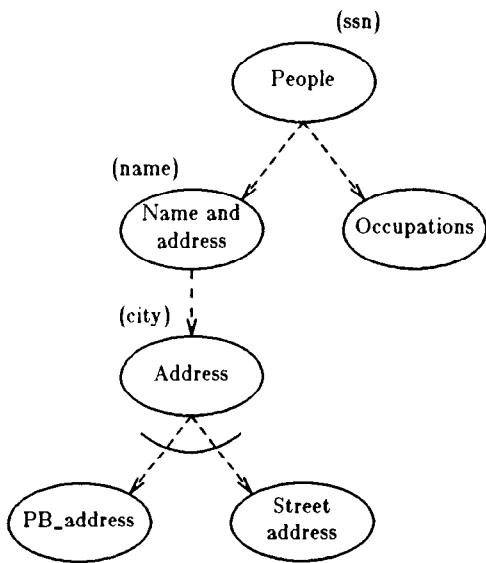 (ssn)
People
(name)
Name and
address
Occupations
(city)
Address
PB_address
Street
address